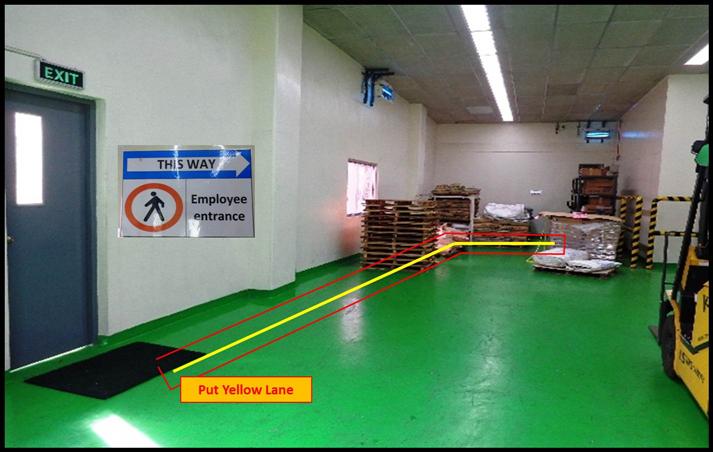 EXIT
THIS WAY
Employee
entrance
Put Yellow Lane